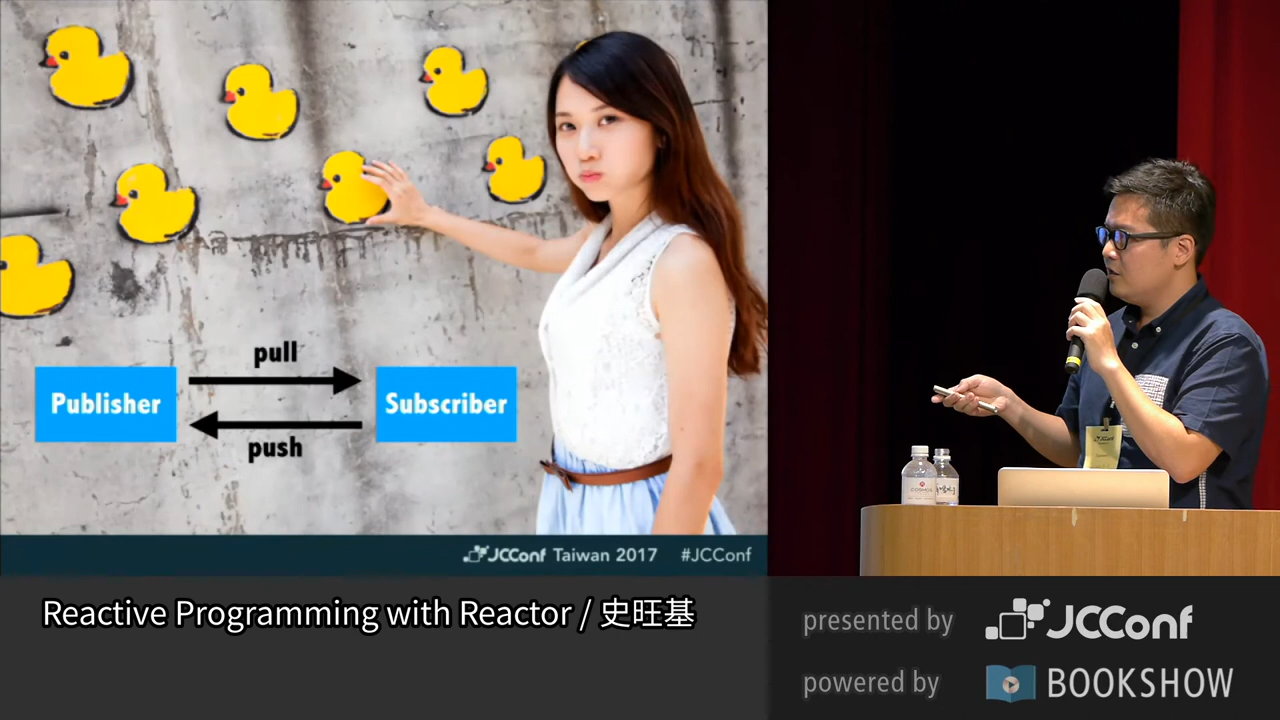 pull
Publisher
Subscriber
push
JCConf Taiwan 2017 #JCConf
Reactive Programming with Reactor / 史旺基
presented by JCConf
powered by BOOKSHOW
JCConf